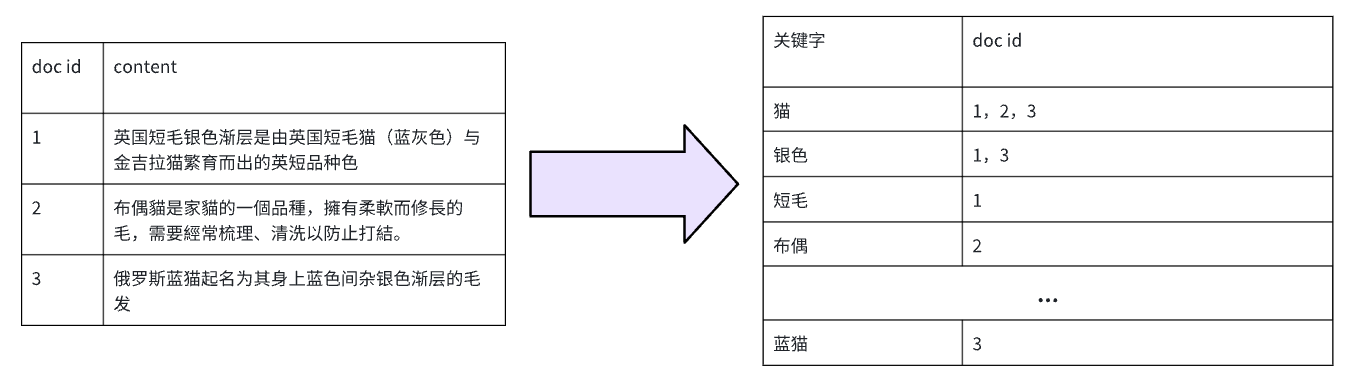 doc id content
1 英国短毛银色渐层是由英国短毛猫（蓝灰色）与
金吉拉猫繁育而出的英短品种色
2 布偶貓是家貓的一個品種，擁有柔軟而修長的
毛，需要經常梳理、清洗以防止打結。
3 俄罗斯蓝猫起名为其身上蓝色间杂银色渐层的毛
发
关键字 doc id
猫 1，2，3
银色 1，3
短毛 1
布偶 2
...
蓝猫 3